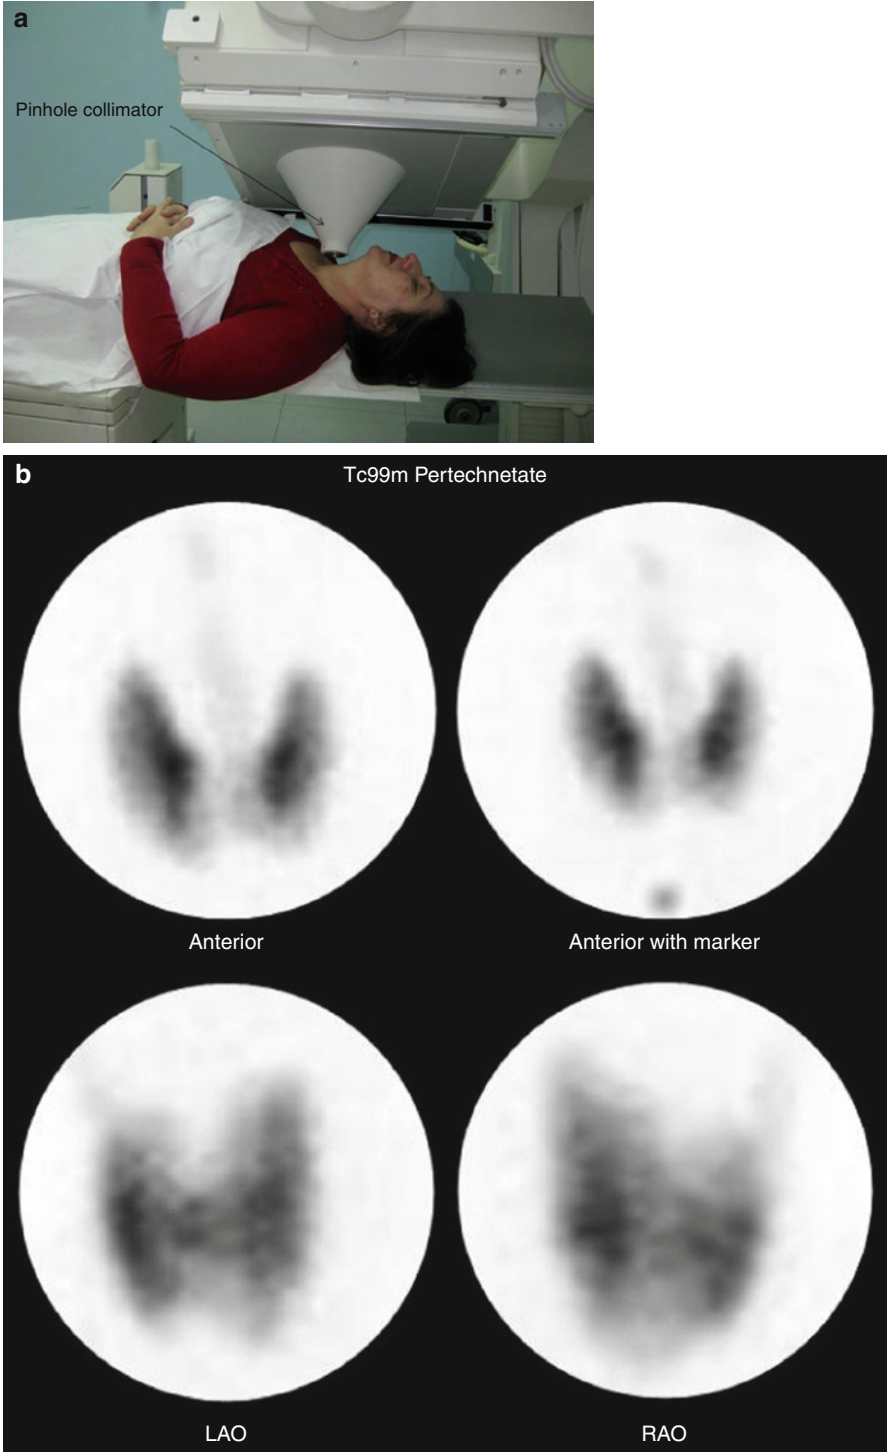 a
Pinhole collimator
b
Tc99m Pertechnetate
Anterior
Anterior with marker
LAO
RAO